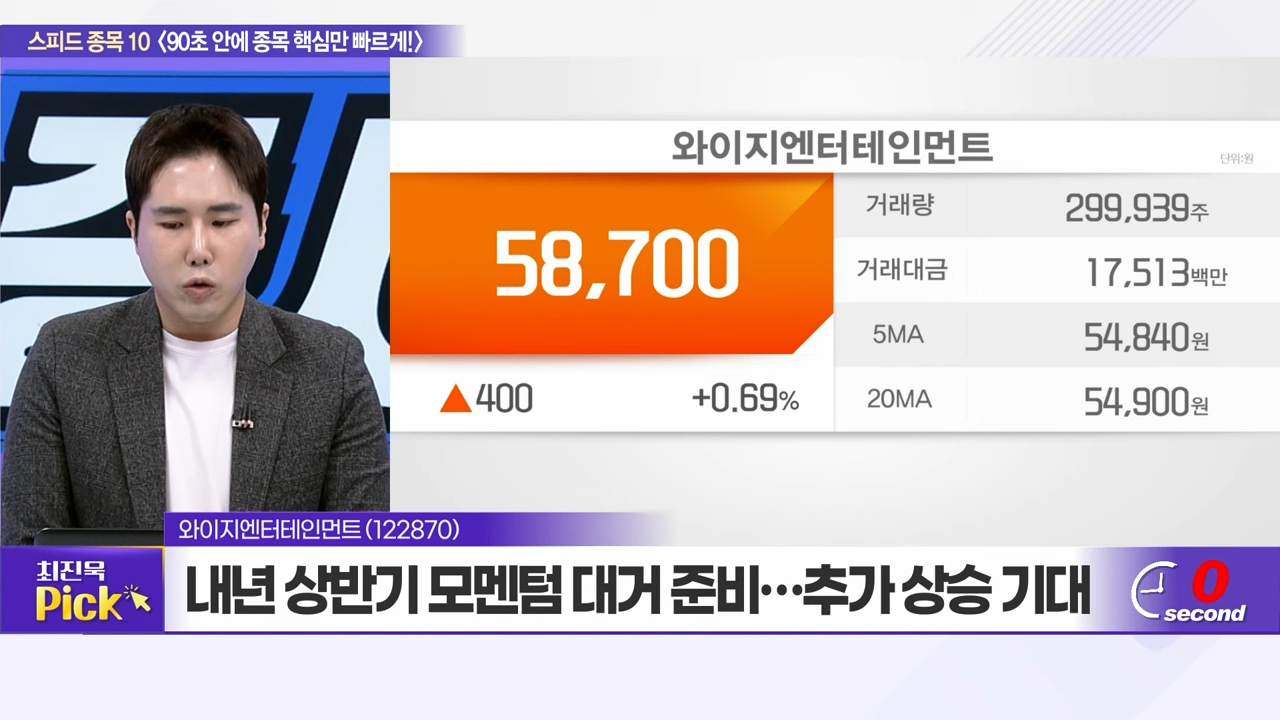 스피드 종목 10 〈90초 안에 종목 핵심만 빠르게!〉
와이지엔터테인먼트
단위:원
58,700
▲400 +0.69%
거래량 299,939주
거래대금 17,513백만
5MA 54,840원
20MA 54,900원
와이지엔터테인먼트 (122870)
최진욱
Pick
내년 상반기 모멘텀 대거 준비…추가 상승 기대
0
second